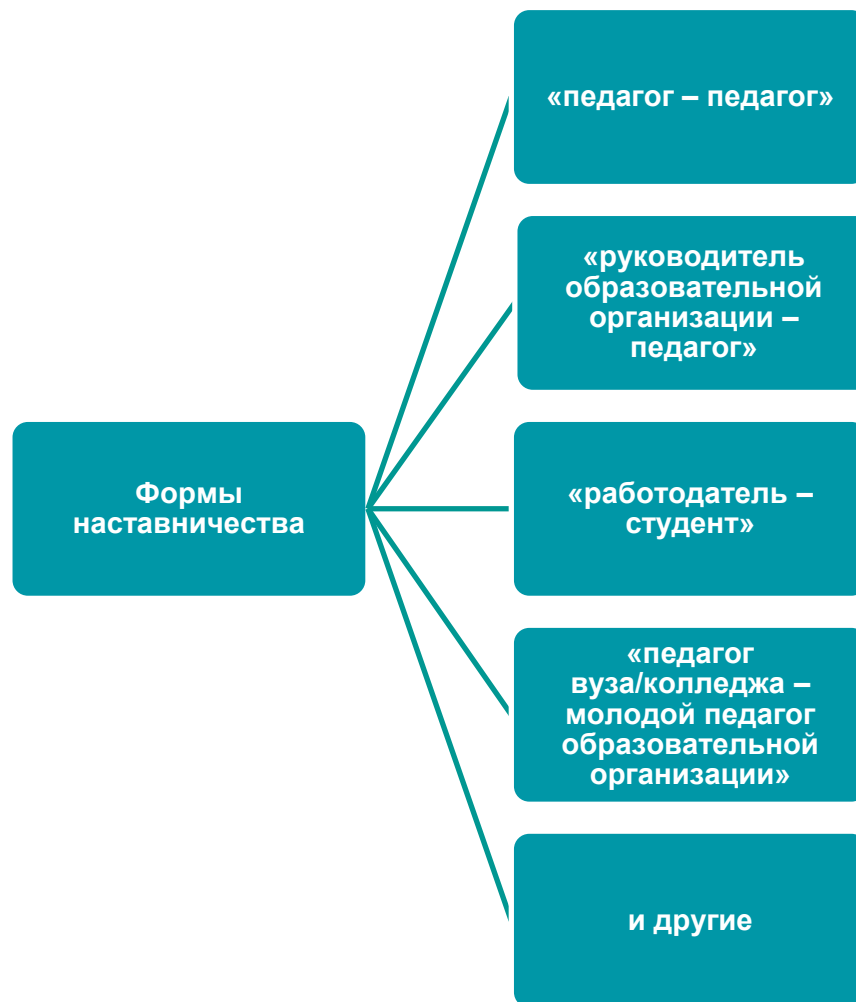 «педагог – педагог»
«руководитель
образовательной
организации –
педагог»
Формы
наставничества
«работодатель –
студент»
«педагог
вуза/колледжа –
молодой педагог
образовательной
организации»
и другие